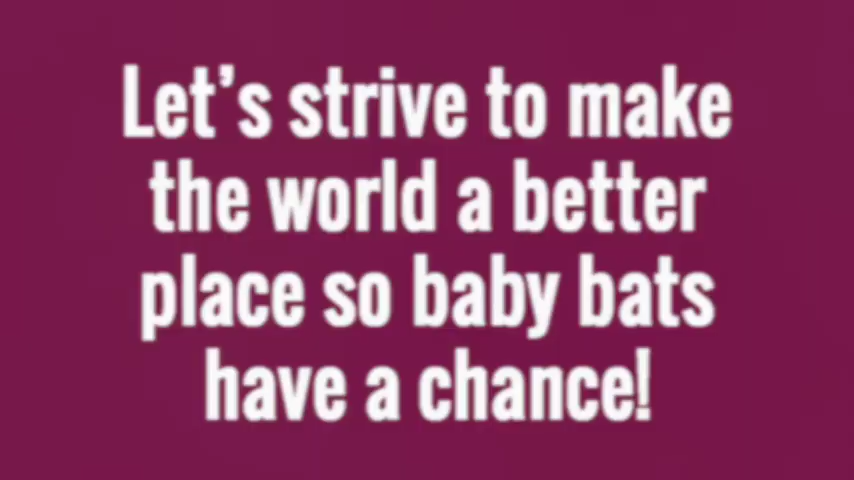 Let’s strive to make
the world a better
place so baby bats
have a chance!